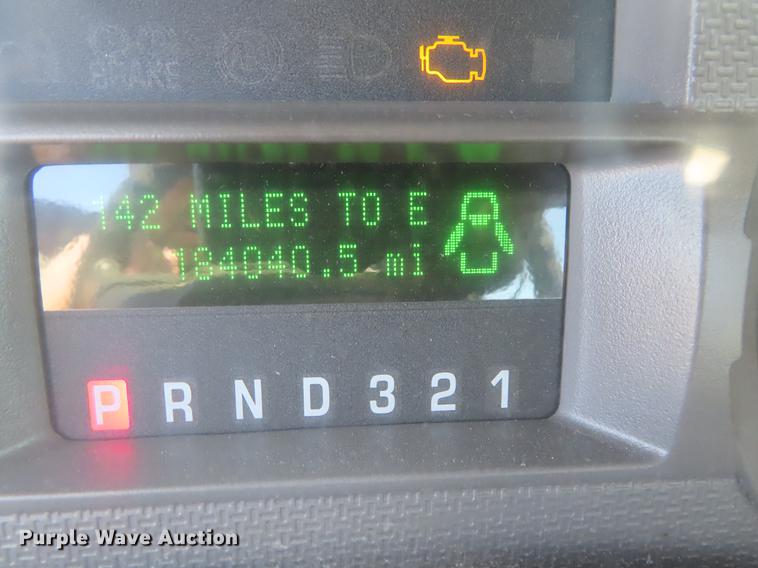 BRAKE
142 MILES TO E
184040.5 mi
P R N D 3 2 1
Purple Wave Auction